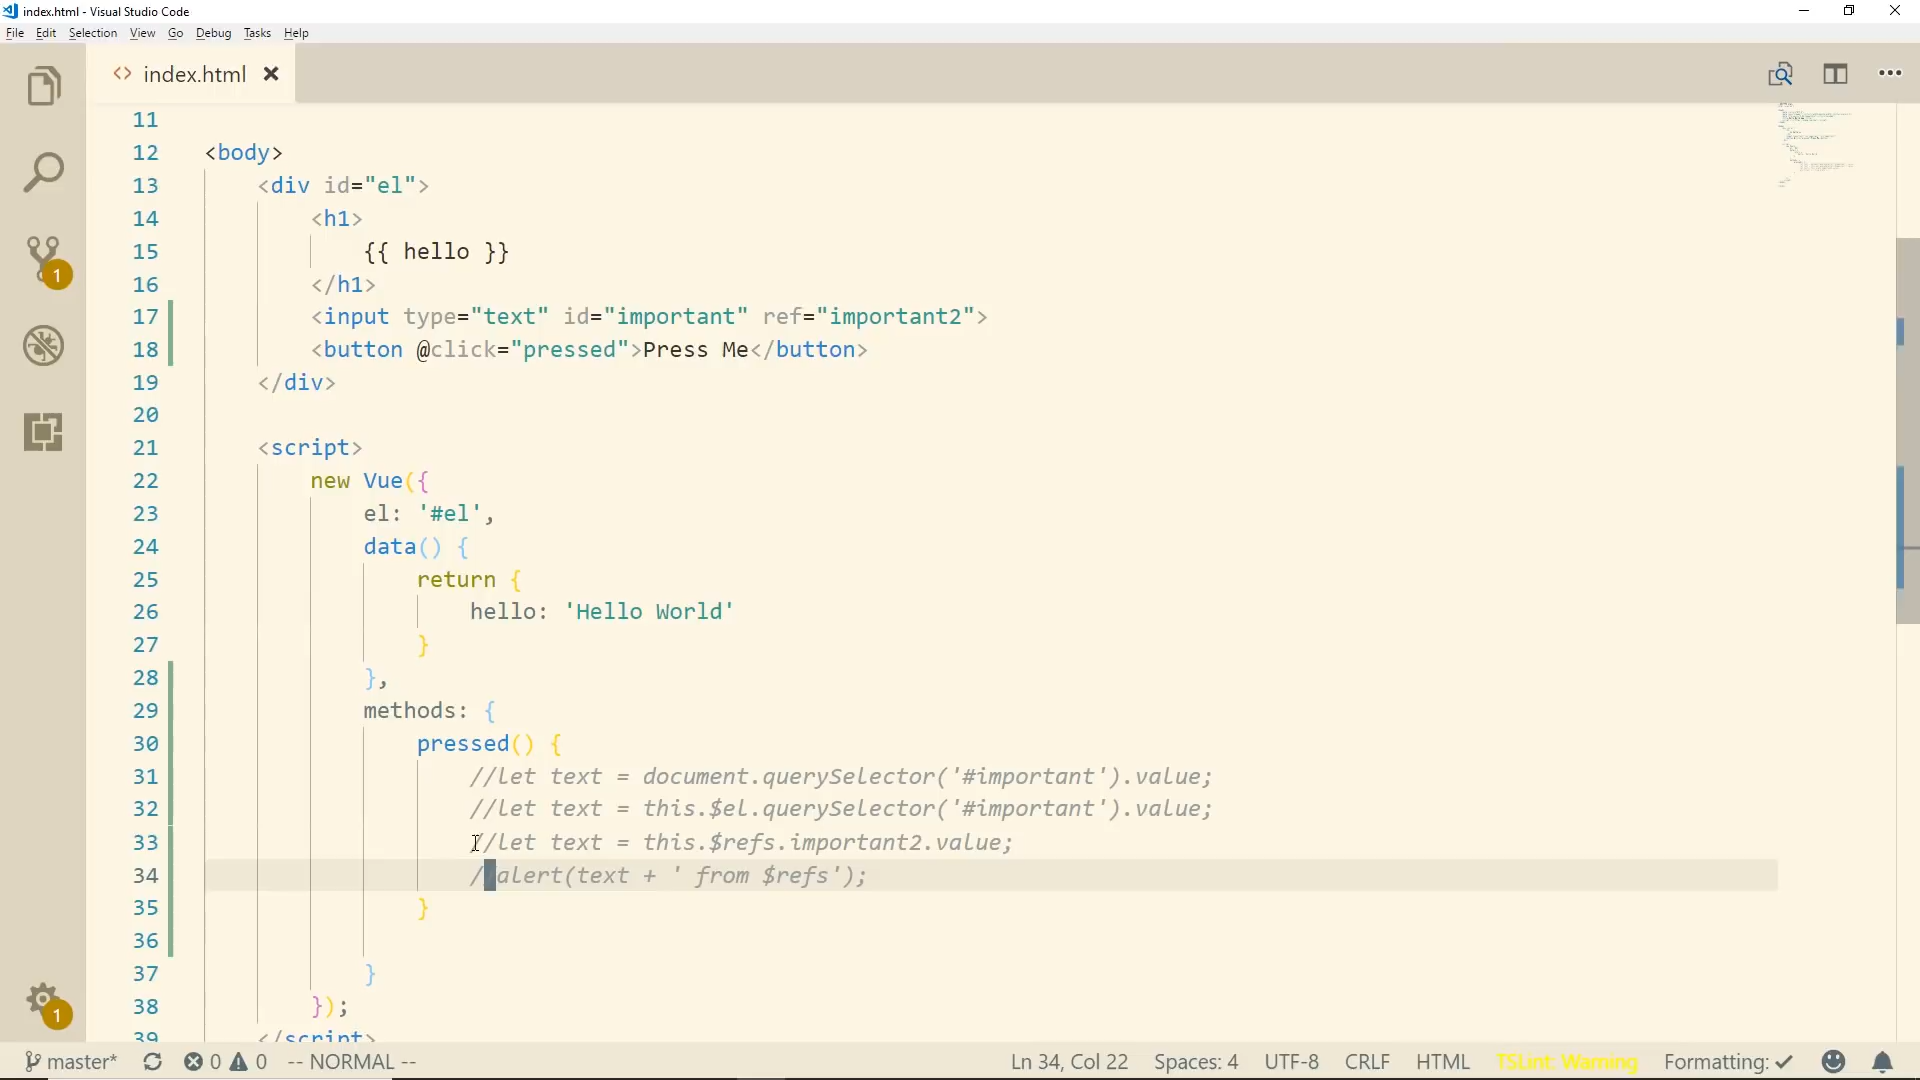 index.html - Visual Studio Code
File Edit Selection View Go Debug Tasks Help
<> index.html
11
12 <body>
13 <div id="el">
14 <h1>
15 {{ hello }}
16 </h1>
17 <input type="text" id="important" ref="important2">
18 <button @click="pressed">Press Me</button>
19 </div>
20
21 <script>
22 new Vue({
23 el: '#el',
24 data() {
25 return {
26 hello: 'Hello World'
27 }
28 },
29 methods: {
30 pressed() {
31 //let text = document.querySelector('#important').value;
32 //let text = this.$el.querySelector('#important').value;
33 //let text = this.$refs.important2.value;
34 //alert(text + ' from $refs');
35 }
36
37 }
38 });
39 </script>
1
1
master* 0 0 -- NORMAL -- Ln 34, Col 22 Spaces: 4 UTF-8 CRLF HTML TSLint: Warning Formatting: ✓